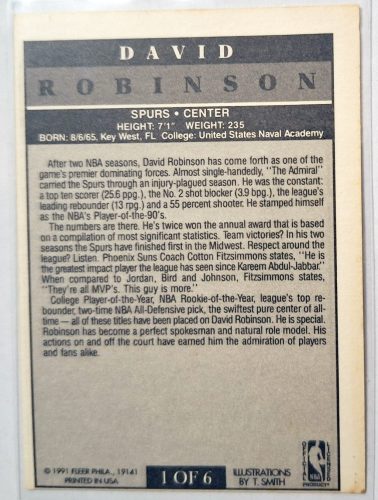 DAVID
ROBINSON
SPURS • CENTER
HEIGHT: 7'1" WEIGHT: 235
BORN: 8/6/65, Key West, FL College: United States Naval Academy
After two NBA seasons, David Robinson has come forth as one of the
game's premier dominating forces. Almost single-handedly, "The Admiral"
carried the Spurs through an injury-plagued season. He was the constant:
a top ten scorer (25.6 ppg.), the No. 2 shot blocker (3.9 bpg.), the league's
leading rebounder (13 rpg.) and a 55 percent shooter. He stamped himself
as the NBA's Player-of-the-90's.
The numbers are there. He's twice won the annual award that is based
on a compilation of most significant statistics. Team victories? In his two
seasons the Spurs have finished first in the Midwest. Respect around the
league? Listen. Phoenix Suns Coach Cotton Fitzsimmons states, "He is
the greatest impact player the league has seen since Kareem Abdul-Jabbar."
When compared to Jordan, Bird and Johnson, Fitzsimmons states,
"They're all MVP's. This guy is more."
College Player-of-the-Year, NBA Rookie-of-the-Year, league's top re-
bounder, two-time NBA All-Defensive pick, the swiftest pure center of all-
time — all of these titles have been placed on David Robinson. He is special.
Robinson has become a perfect spokesman and natural role model. His
actions on and off the court have earned him the admiration of players
and fans alike.
© 1991 FLEER PHILA., 19141
PRINTED IN USA
1 OF 6
ILLUSTRATIONS
BY T. SMITH
OFFICIAL
LICENSED
NBA
PRODUCT